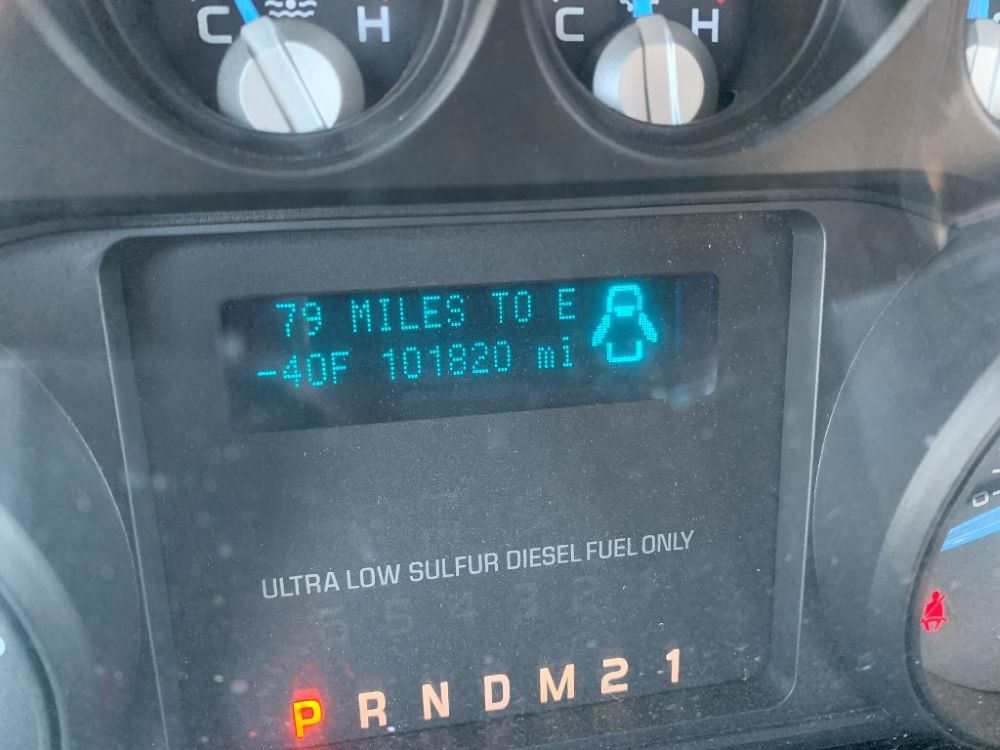 C H C H
79 MILES TO E
-40F 101820 mi
ULTRA LOW SULFUR DIESEL FUEL ONLY
P R N D M 2 1